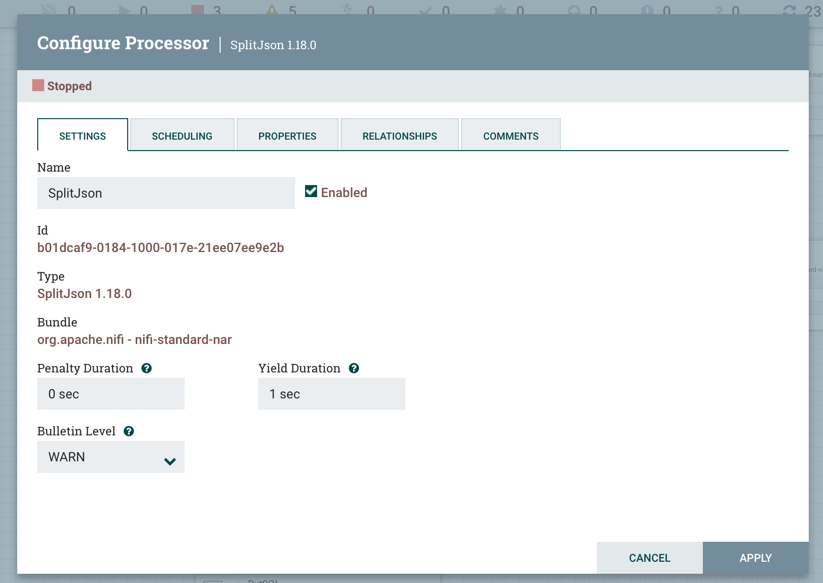 0 0 3 5 0 0 0 0 0 0 23
Configure Processor | SplitJson 1.18.0
Stopped
SETTINGS SCHEDULING PROPERTIES RELATIONSHIPS COMMENTS
Name
SplitJson Enabled
Id
b01dcaf9-0184-1000-017e-21ee07ee9e2b
Type
SplitJson 1.18.0
Bundle
org.apache.nifi - nifi-standard-nar
Penalty Duration ? Yield Duration ?
0 sec 1 sec
Bulletin Level ?
WARN
CANCEL APPLY